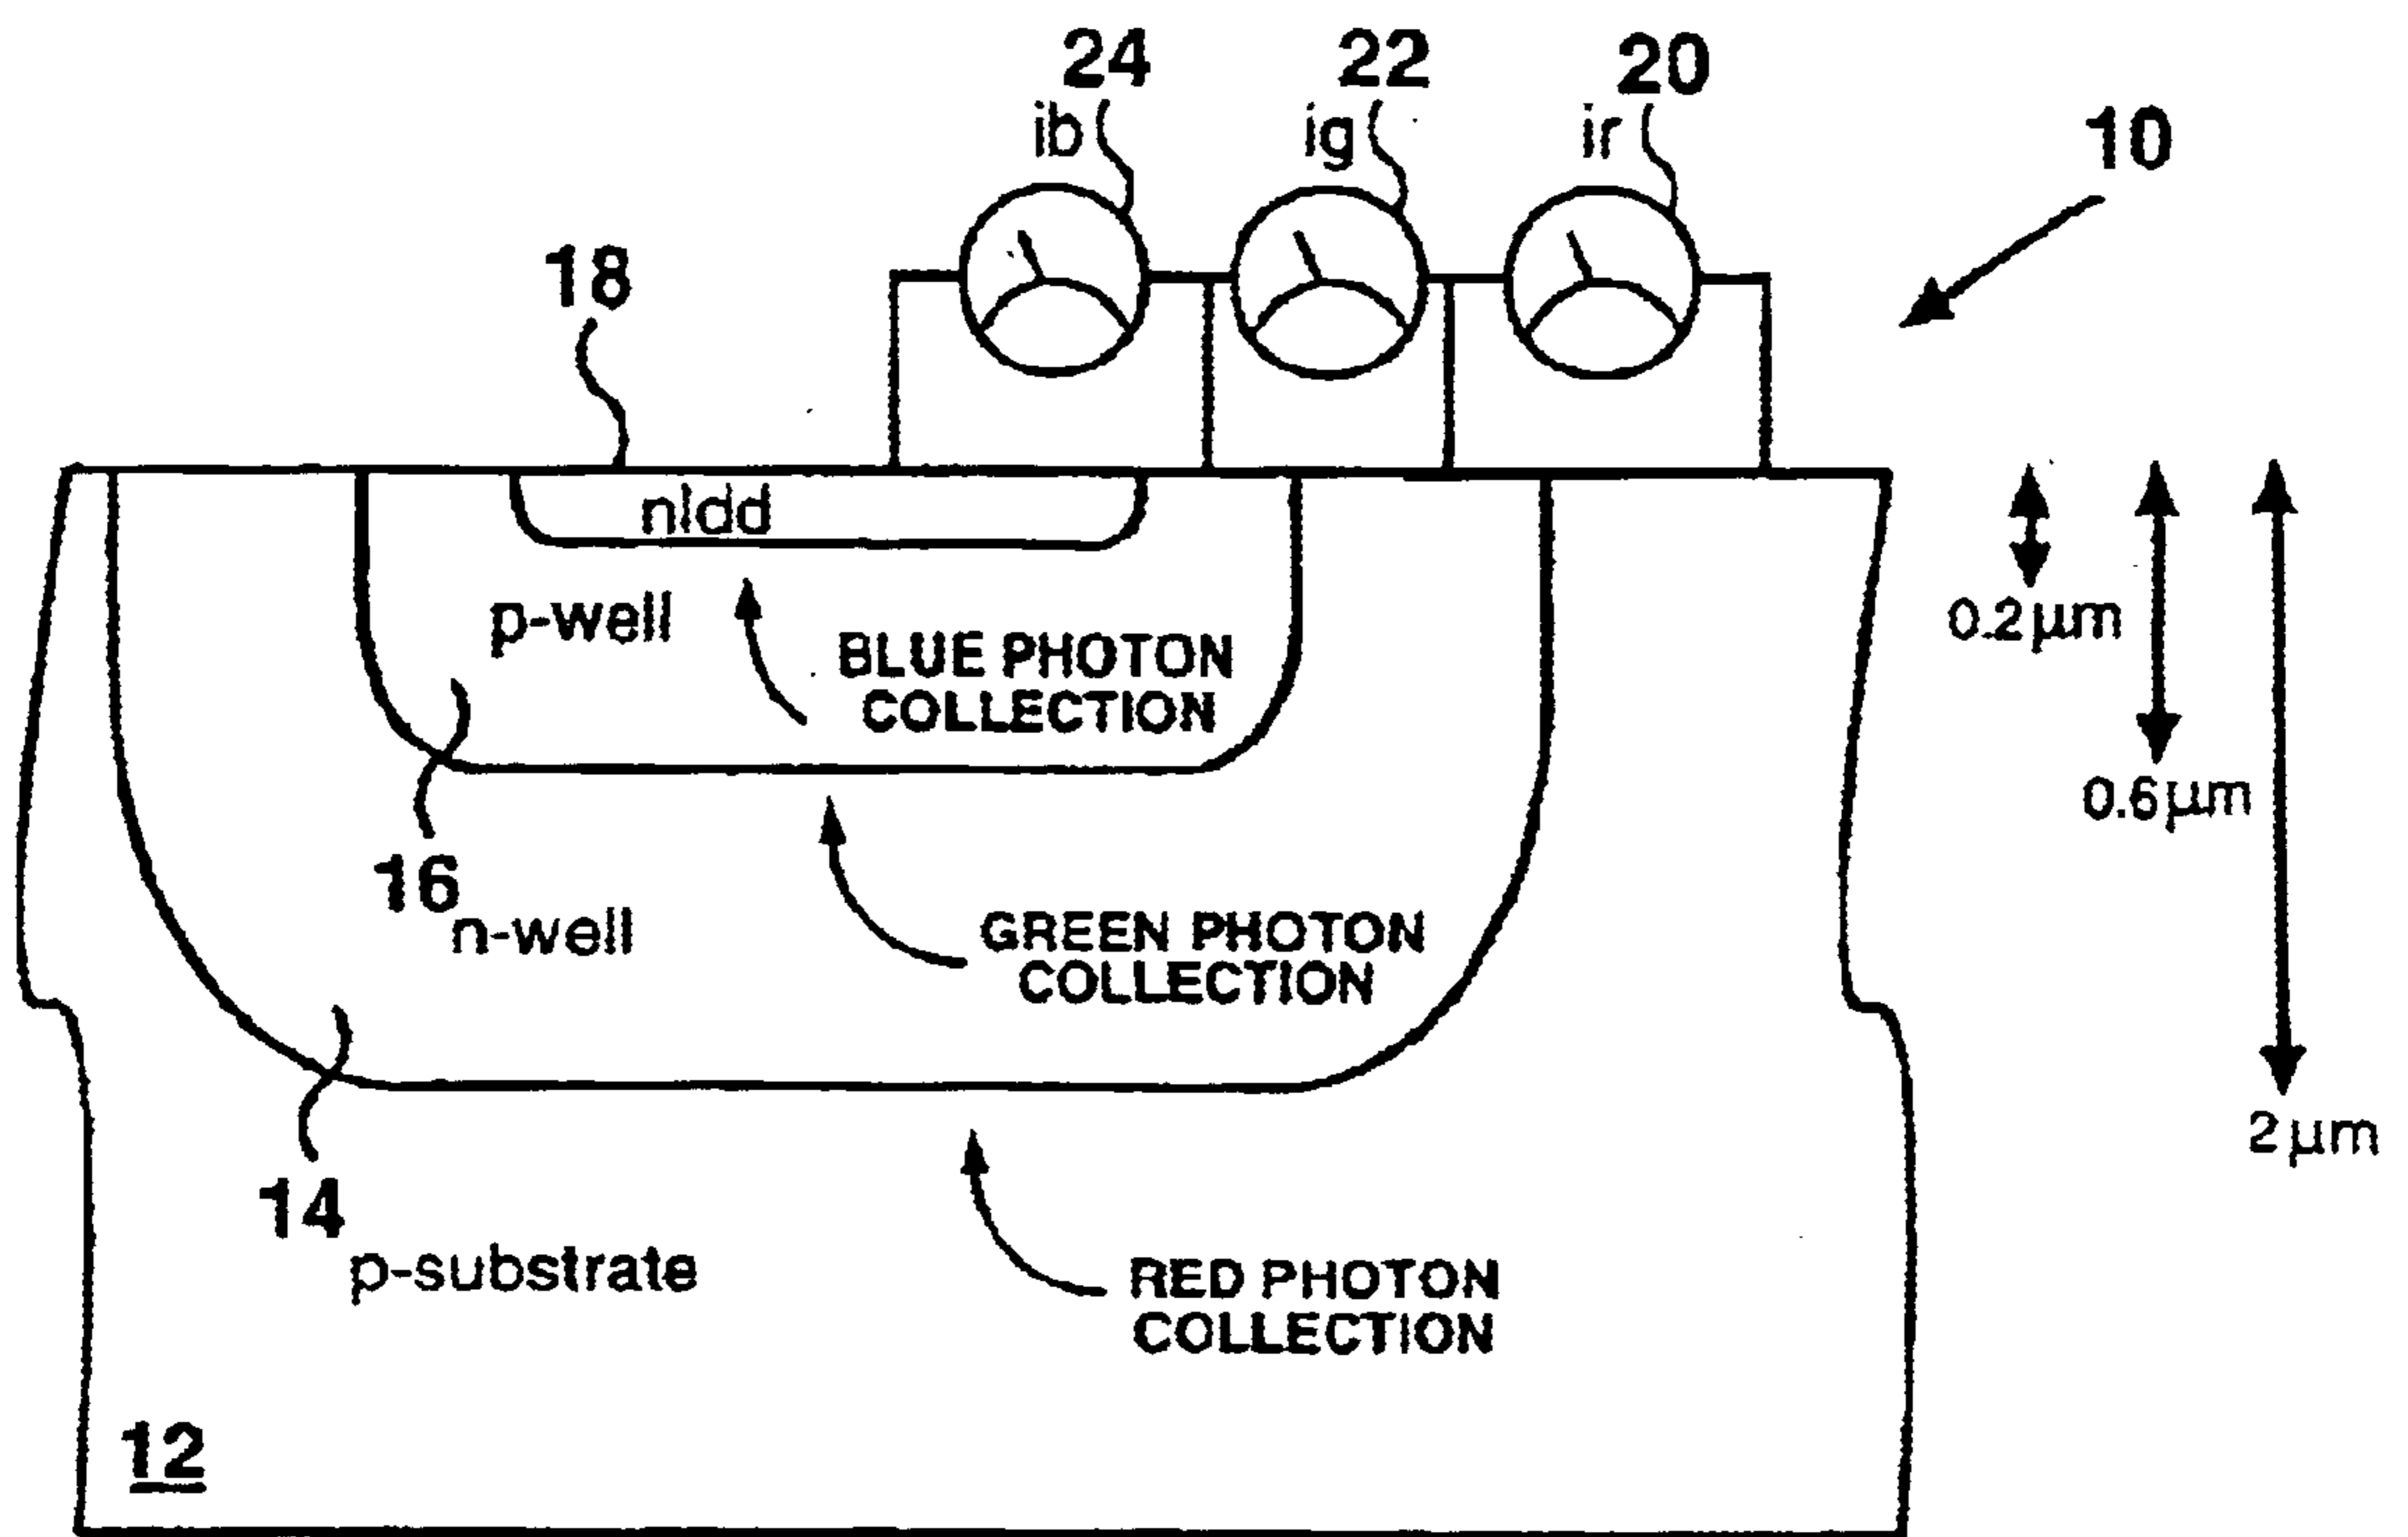 24
22
20
ib
ig
ir
10
18
nldd
0.2µm
p-well
BLUE PHOTON
COLLECTION
0.6µm
16
n-well
GREEN PHOTON
COLLECTION
2µm
14
p-substrate
RED PHOTON
COLLECTION
12